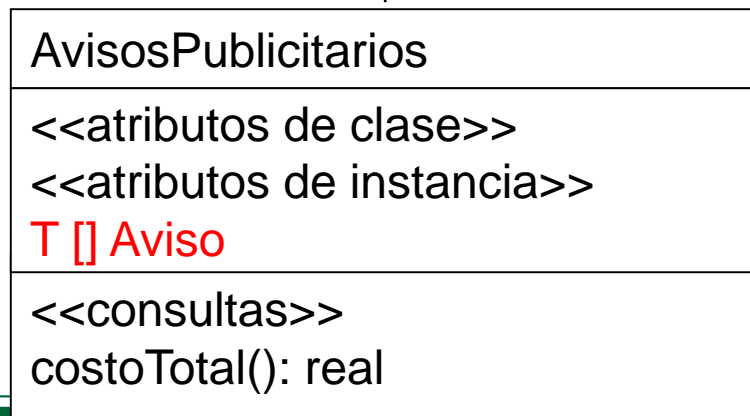 AvisosPublicitarios
<<atributos de clase>>
<<atributos de instancia>>
T [] Aviso
<<consultas>>
costoTotal(): real